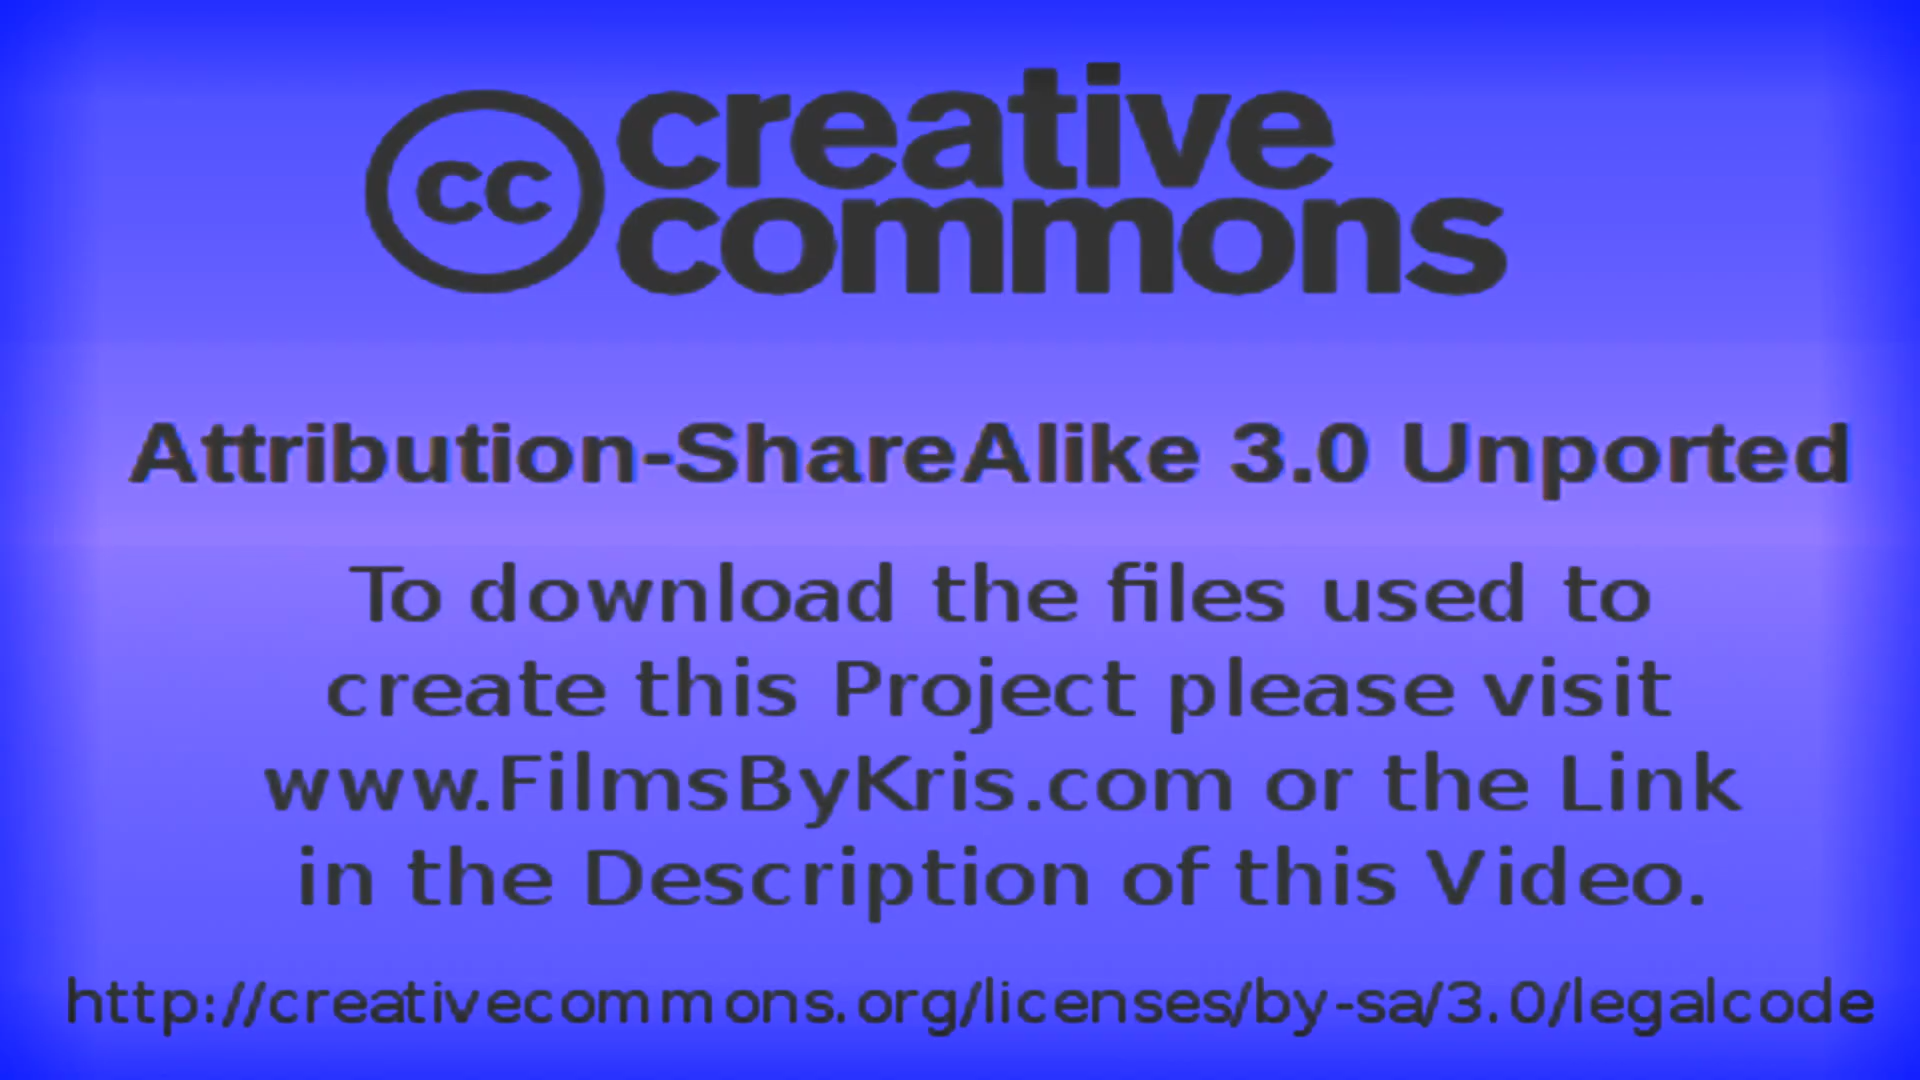 cc creative
commons
Attribution-ShareAlike 3.0 Unported
To download the files used to
create this Project please visit
www.FilmsByKris.com or the Link
in the Description of this Video.
http://creativecommons.org/licenses/by-sa/3.0/legalcode